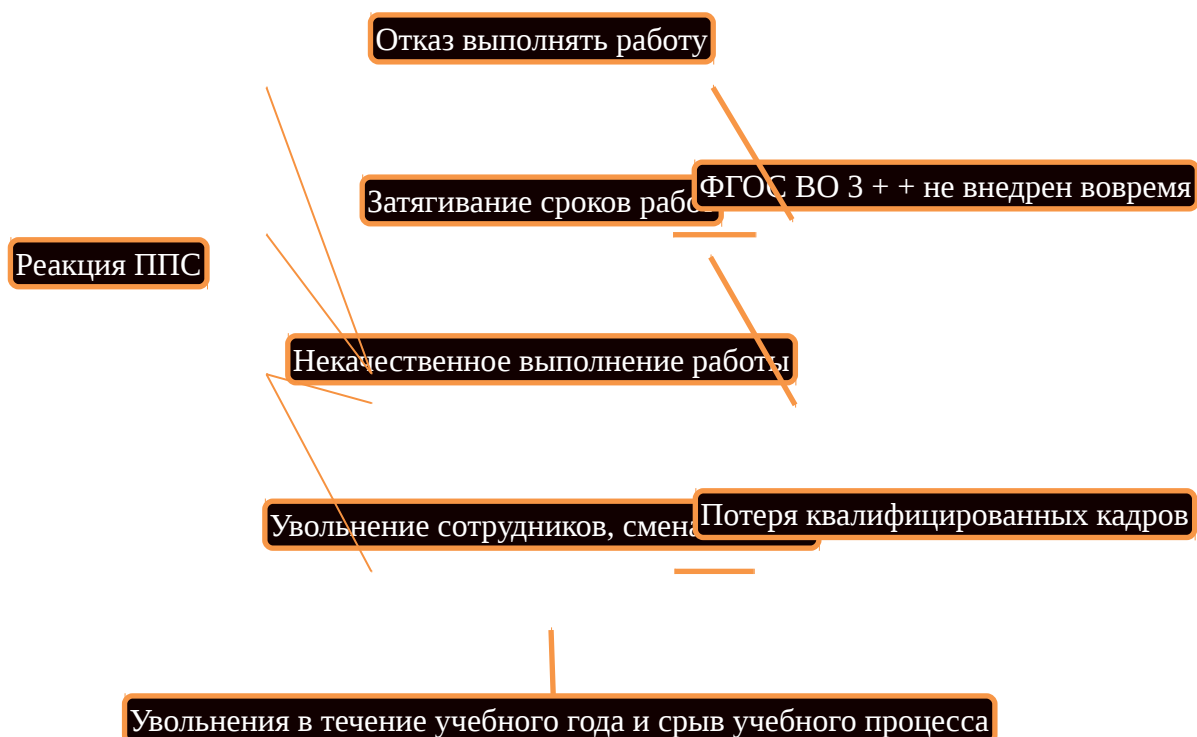 Отказ выполнять работу
Затягивание сроков
ФГОС ВО 3 + + не внедрен вовремя
Реакция ППС
Некачественное выполнение работы
Увольнение сотрудников, смена
Потеря квалифицированных кадров
Увольнения в течение учебного года и срыв учебного процесса